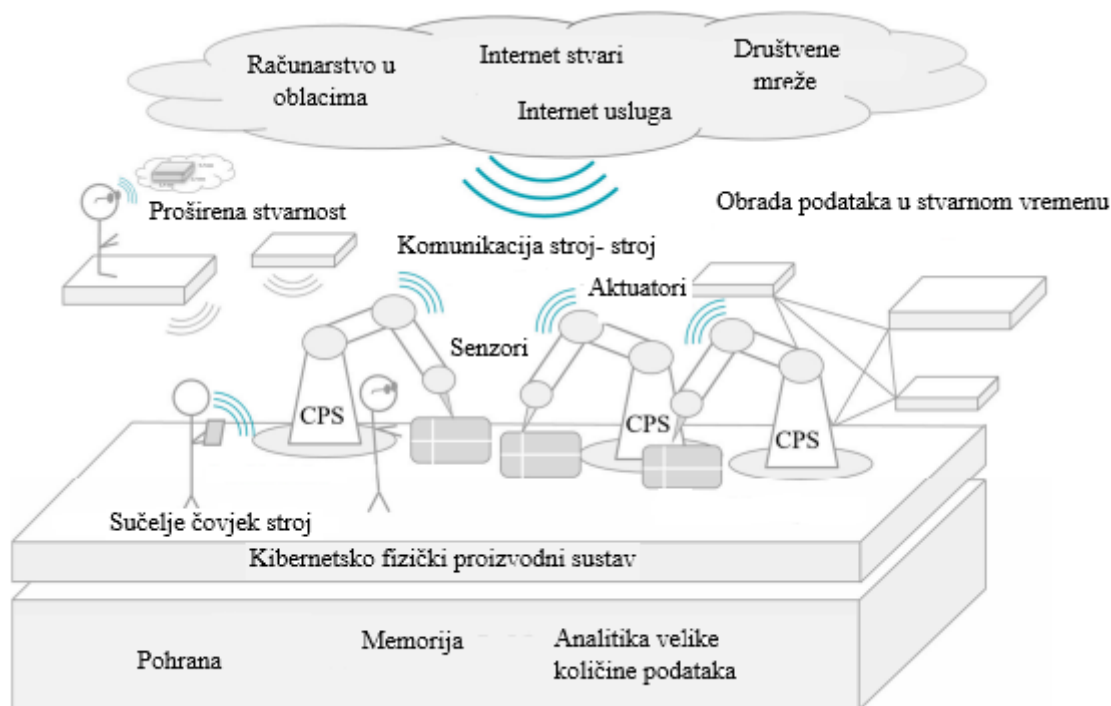 Računarstvo u
oblacima
Internet stvari
Internet usluga
Društvene
mreže
Proširena stvarnost
Obrada podataka u stvarnom vremenu
Komunikacija stroj- stroj
Aktuatori
Senzori
CPS
CPS
CPS
Sučelje čovjek stroj
Kibernetsko fizički proizvodni sustav
Pohrana
Memorija
Analitika velike
količine podataka